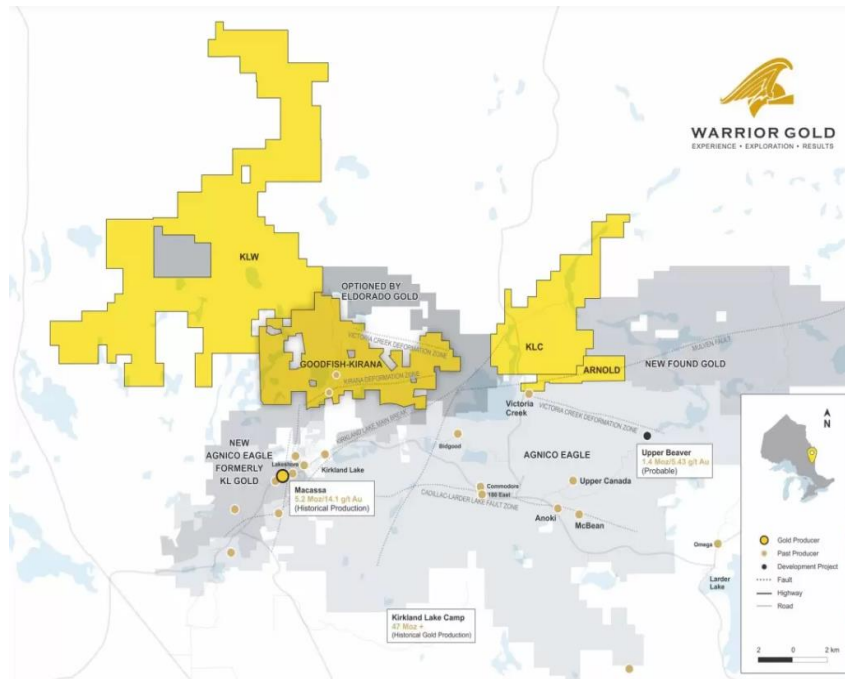 WARRIOR GOLD
EXPERIENCE • EXPLORATION • RESULTS
KLW
OPTIONED BY
ELDORADO GOLD
VICTORIA CREEK DEFORMATION ZONE
GOODFISH-KIRANA
KIRANA DEFORMATION ZONE
KLC
MULVEN FAULT
ARNOLD
NEW FOUND GOLD
Victoria
Creek
VICTORIA CREEK DEFORMATION ZONE
KIRKLAND LAKE MAIN BREAK
NEW
AGNICO EAGLE
FORMERLY
KL GOLD
Lakeshore
Kirkland Lake
Bidgood
AGNICO EAGLE
Upper Beaver
1.4 Moz/5.43 g/t Au
(Probable)
Macassa
5.2 Moz/14.1 g/t Au
(Historical Production)
Commodore
180 East
Upper Canada
CADILLAC-LARDER LAKE FAULT ZONE
Anoki
McBean
Omega
Larder
Lake
Kirkland Lake Camp
47 Moz +
(Historical Gold Production)
N
Gold Producer
Past Producer
Development Project
Fault
Highway
Road
2 0 2 km